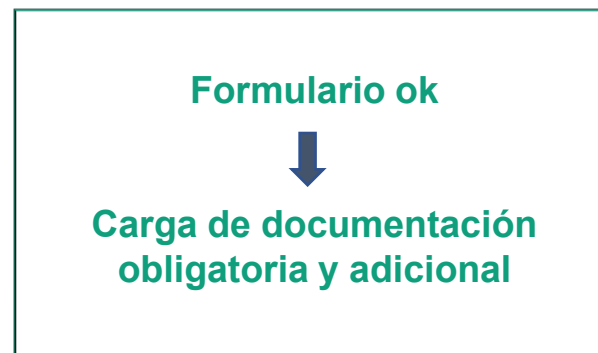 Formulario ok
Carga de documentación
obligatoria y adicional